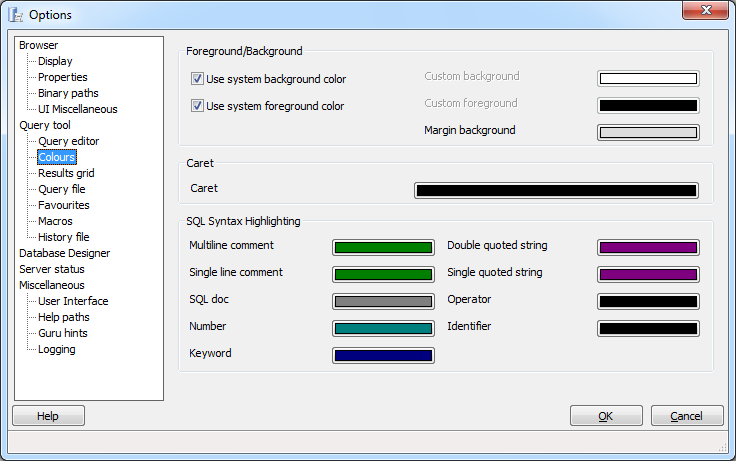 Options
Browser
Display
Properties
Binary paths
UI Miscellaneous
Query tool
Query editor
Colours
Results grid
Query file
Favourites
Macros
History file
Database Designer
Server status
Miscellaneous
User Interface
Help paths
Guru hints
Logging
Foreground/Background
Use system background color Custom background
Use system foreground color Custom foreground
Margin background
Caret
Caret
SQL Syntax Highlighting
Multiline comment Double quoted string
Single line comment Single quoted string
SQL doc Operator
Number Identifier
Keyword
Help OK Cancel